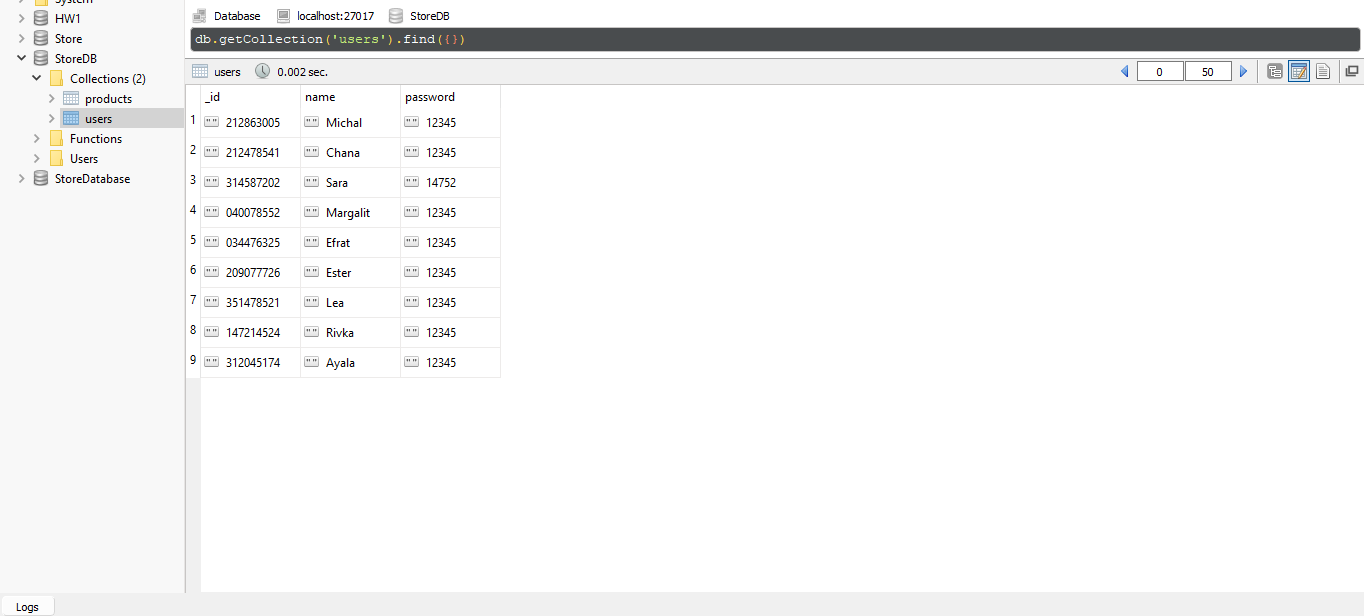 System
HW1
Store
StoreDB
Collections (2)
products
users
Functions
Users
StoreDatabase
Database localhost:27017 StoreDB
db.getCollection('users').find({})
users 0.002 sec. 0 50
_id name password
1 "" 212863005 "" Michal "" 12345
2 "" 212478541 "" Chana "" 12345
3 "" 314587202 "" Sara "" 14752
4 "" 040078552 "" Margalit "" 12345
5 "" 034476325 "" Efrat "" 12345
6 "" 209077726 "" Ester "" 12345
7 "" 351478521 "" Lea "" 12345
8 "" 147214524 "" Rivka "" 12345
9 "" 312045174 "" Ayala "" 12345
Logs